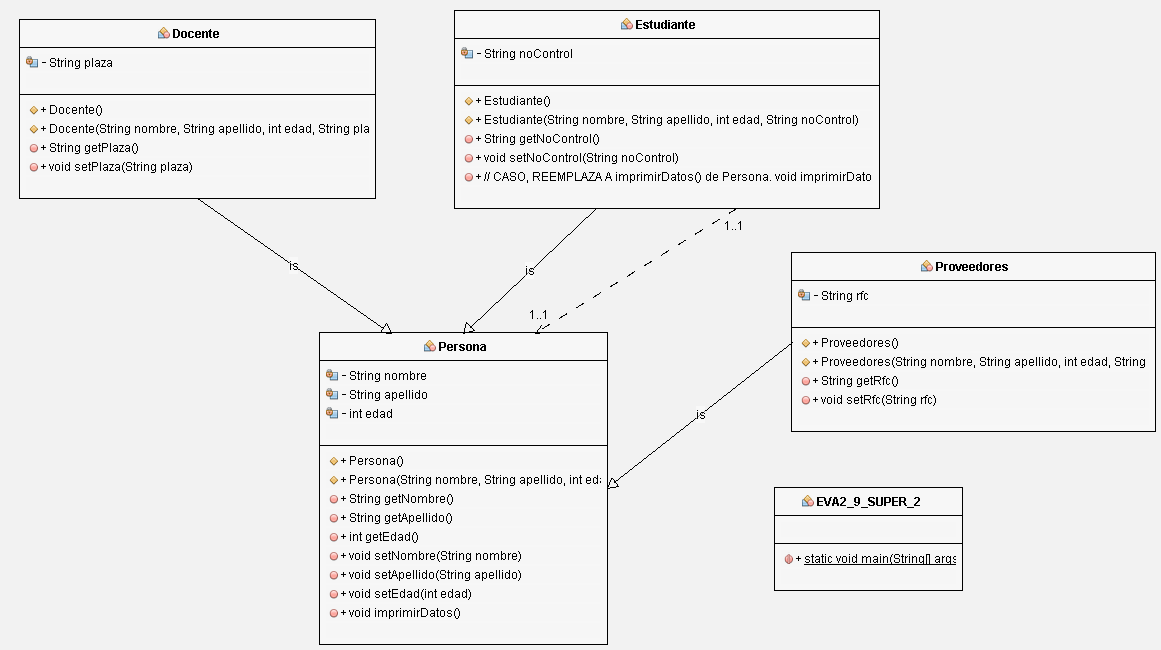 Docente
- String plaza
+ Docente()
+ Docente(String nombre, String apellido, int edad, String pla
+ String getPlaza()
+ void setPlaza(String plaza)
Estudiante
- String noControl
+ Estudiante()
+ Estudiante(String nombre, String apellido, int edad, String noControl)
+ String getNoControl()
+ void setNoControl(String noControl)
+ // CASO, REEMPLAZA A imprimirDatos() de Persona. void imprimirDato
is
is
1..1
1..1
Proveedores
- String rfc
+ Proveedores()
+ Proveedores(String nombre, String apellido, int edad, String
+ String getRfc()
+ void setRfc(String rfc)
is
Persona
- String nombre
- String apellido
- int edad
+ Persona()
+ Persona(String nombre, String apellido, int eda
+ String getNombre()
+ String getApellido()
+ int getEdad()
+ void setNombre(String nombre)
+ void setApellido(String apellido)
+ void setEdad(int edad)
+ void imprimirDatos()
EVA2_9_SUPER_2
+ static void main(String[] args